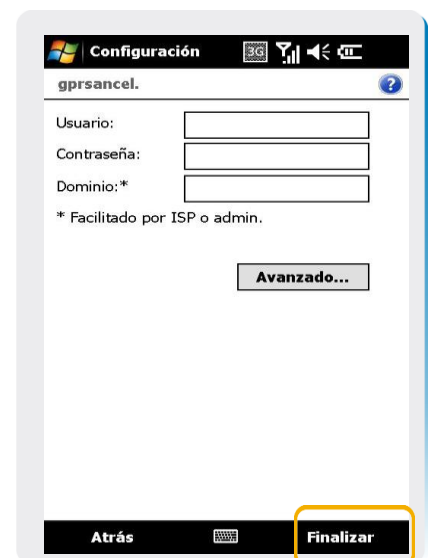 Configuración 3G
gprsancel.
Usuario:
Contraseña:
Dominio:*
* Facilitado por ISP o admin.
Avanzado...
Atrás Finalizar